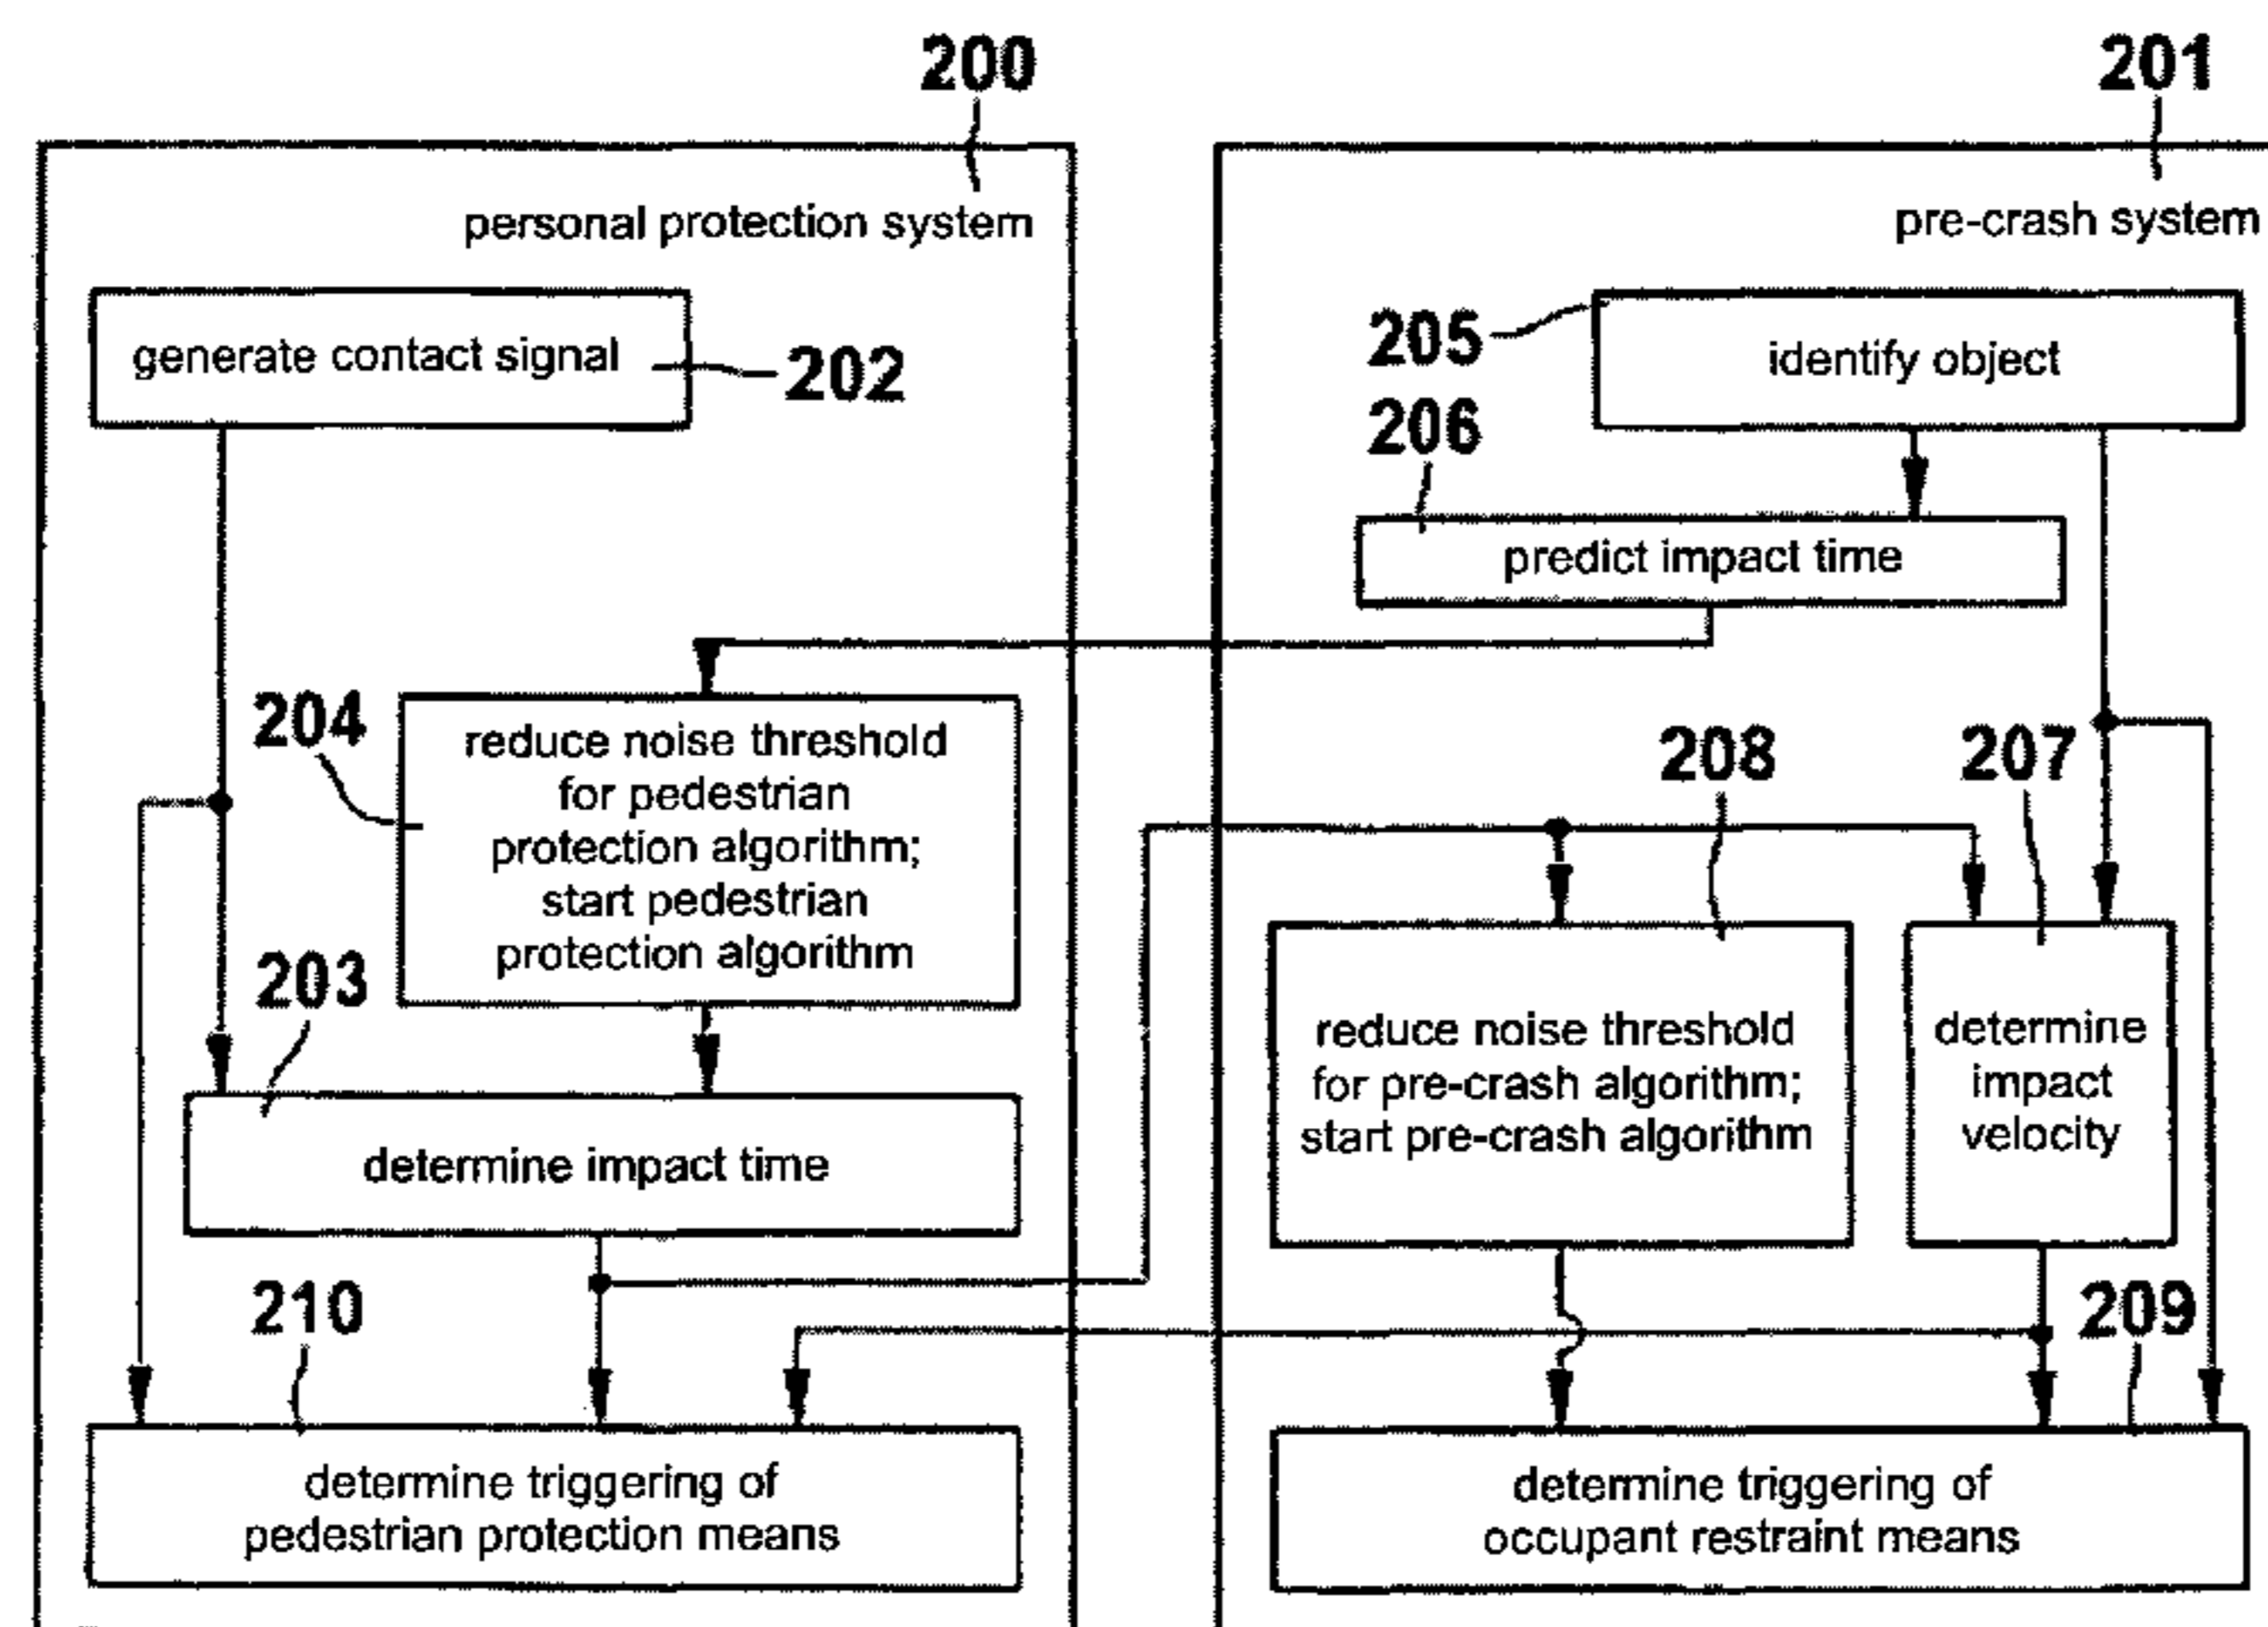 200
201
personal protection system
pre-crash system
generate contact signal
202
205
identify object
206
predict impact time
204
reduce noise threshold
for pedestrian
protection algorithm;
start pedestrian
protection algorithm
208
207
203
reduce noise threshold
for pre-crash algorithm;
start pre-crash algorithm
determine
impact
velocity
determine impact time
210
209
determine triggering of
pedestrian protection means
determine triggering of
occupant restraint means